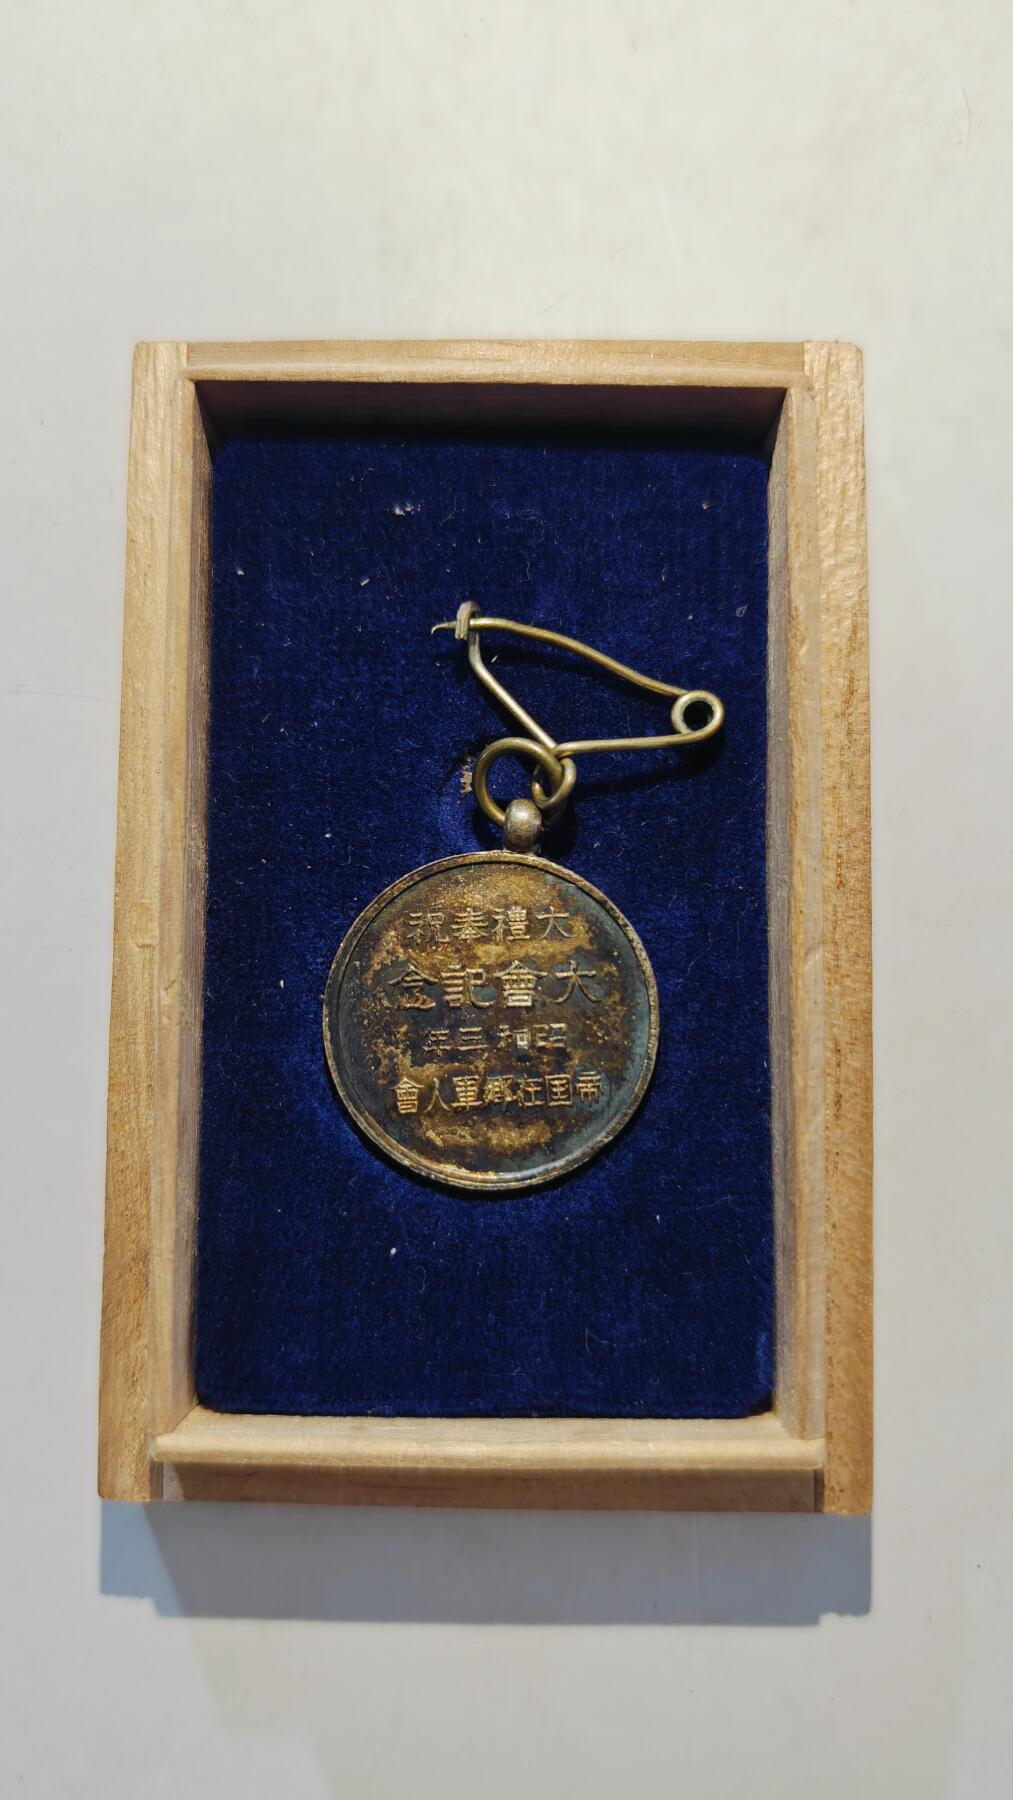 大禮奉祝
大會記念
昭和三年
帝国在郷軍人會